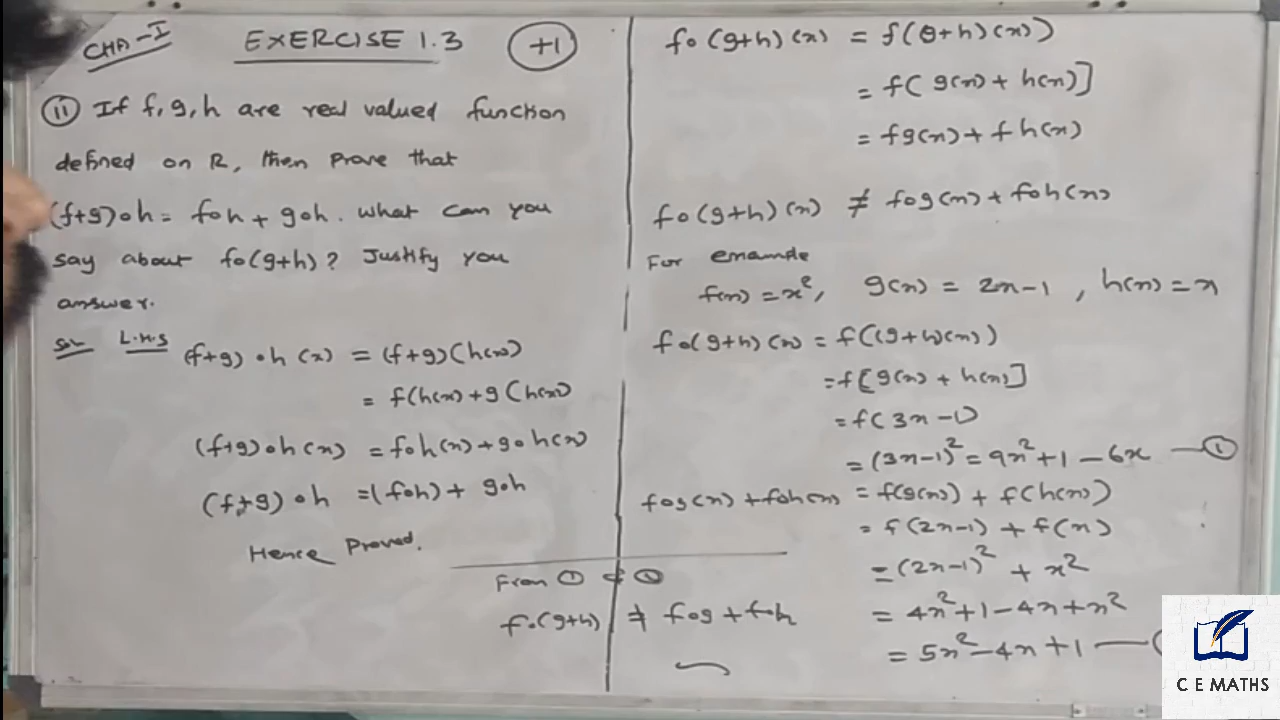 CHA-I
EXERCISE 1.3
+1
11 If f, g, h are real valued function
defined on R, then prove that
(f+g)oh = foh + goh. What can you
say about fo(g+h)? Justify you
answer.
Sol L.H.S
(f+g)oh (x) = (f+g)(h(x))
= f(h(x)+g(h(x))
(f+g)oh(x) = foh(x)+goh(x)
(f+g)oh =(foh)+ goh
Hence Proved.
fo(g+h)(x) = f(g+h)(x))
= f( g(x) + h(x)]
= fg(x)+ fh(x)
fo(g+h)(x) ≠ fog(x)+foh(x)
For
f(x) = x², g(x) = 2x-1 , h(x)=x
fo(g+h)(x) = f((g+h)(x))
=f[g(x) + h(x)]
=f(3x-1)
=(3x-1)²=9x²+1-6x —①
fog(x)+foh(x) = f(g(x)) + f(h(x))
= f(2x-1) + f(x)
=(2x-1)² + x²
= 4x²+1-4x+x²
= 5x²-4x+1 —(
From ①
fo(g+h) ≠ fog+foh
C E MATHS